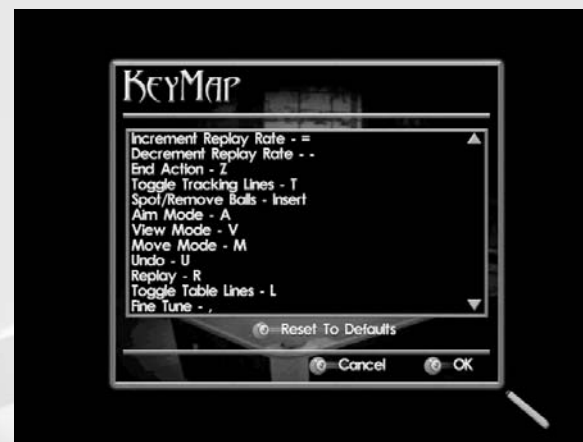 KeyMap
Increment Replay Rate - =
Decrement Replay Rate - -
End Action - Z
Toggle Tracking Lines - T
Spot/Remove Balls - Insert
Aim Mode - A
View Mode - V
Move Mode - M
Undo - U
Replay - R
Toggle Table Lines - L
Fine Tune - ,
Reset To Defaults
Cancel OK